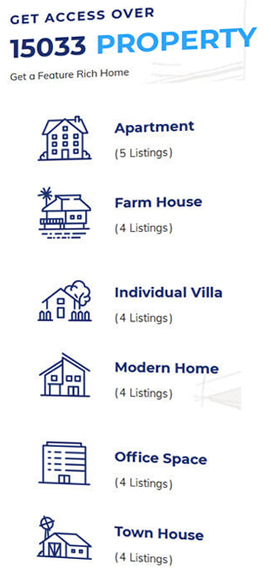 GET ACCESS OVER
15033 PROPERTY
Get a Feature Rich Home
Apartment
(5 Listings)
Farm House
(4 Listings)
Individual Villa
(4 Listings)
Modern Home
(4 Listings)
Office Space
(4 Listings)
Town House
(4 Listings)